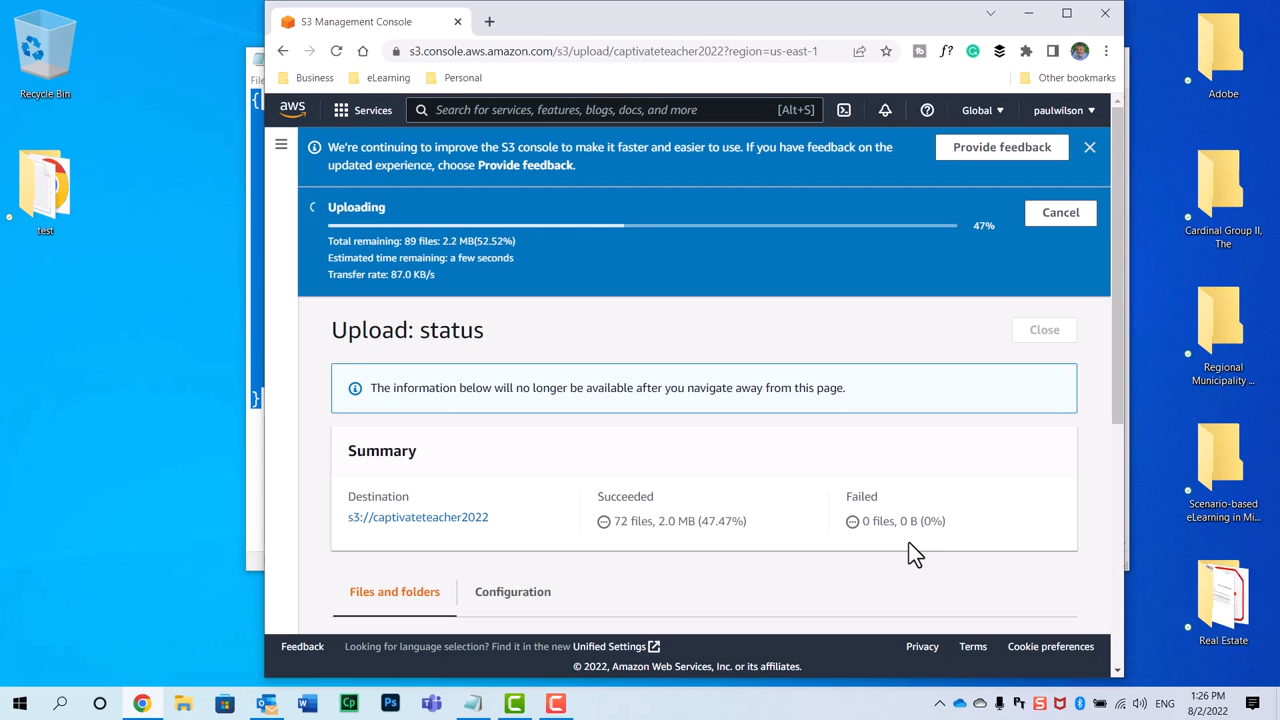 Recycle Bin
test
File
{
}
S3 Management Console
s3.console.aws.amazon.com/s3/upload/captivateteacher2022?region=us-east-1
Business
eLearning
Personal
Other bookmarks
aws
Services
Search for services, features, blogs, docs, and more
[Alt+S]
Global
paulwilson
We're continuing to improve the S3 console to make it faster and easier to use. If you have feedback on the
updated experience, choose Provide feedback.
Provide feedback
Uploading
47%
Cancel
Total remaining: 89 files: 2.2 MB(52.52%)
Estimated time remaining: a few seconds
Transfer rate: 87.0 KB/s
Upload: status
Close
The information below will no longer be available after you navigate away from this page.
Summary
Destination
s3://captivateteacher2022
Succeeded
72 files, 2.0 MB (47.47%)
Failed
0 files, 0 B (0%)
Files and folders
Configuration
Feedback
Looking for language selection? Find it in the new Unified Settings
Privacy
Terms
Cookie preferences
© 2022, Amazon Web Services, Inc. or its affiliates.
Adobe
Cardinal Group II,
The
Regional
Municipality ...
Scenario-based
eLearning in Mi...
Real Estate
ENG
1:26 PM
8/2/2022